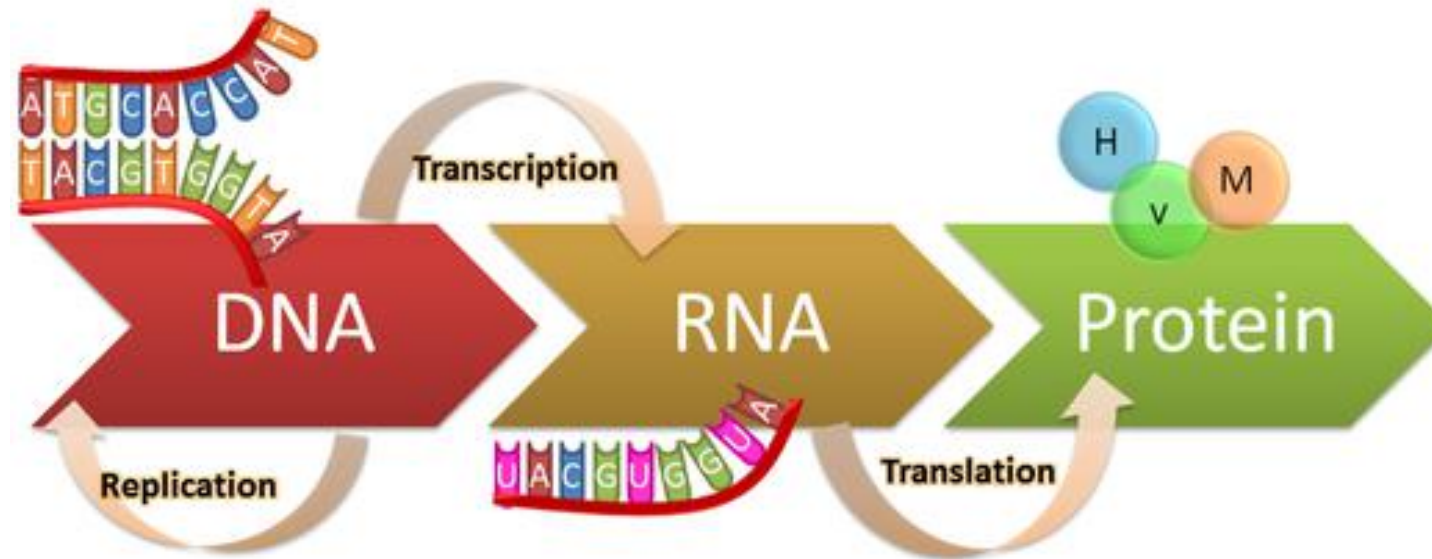 ATGCACCAT
TACGTGGTA
Transcription
H
v
M
DNA
RNA
Protein
Replication
UACGUGGUA
Translation